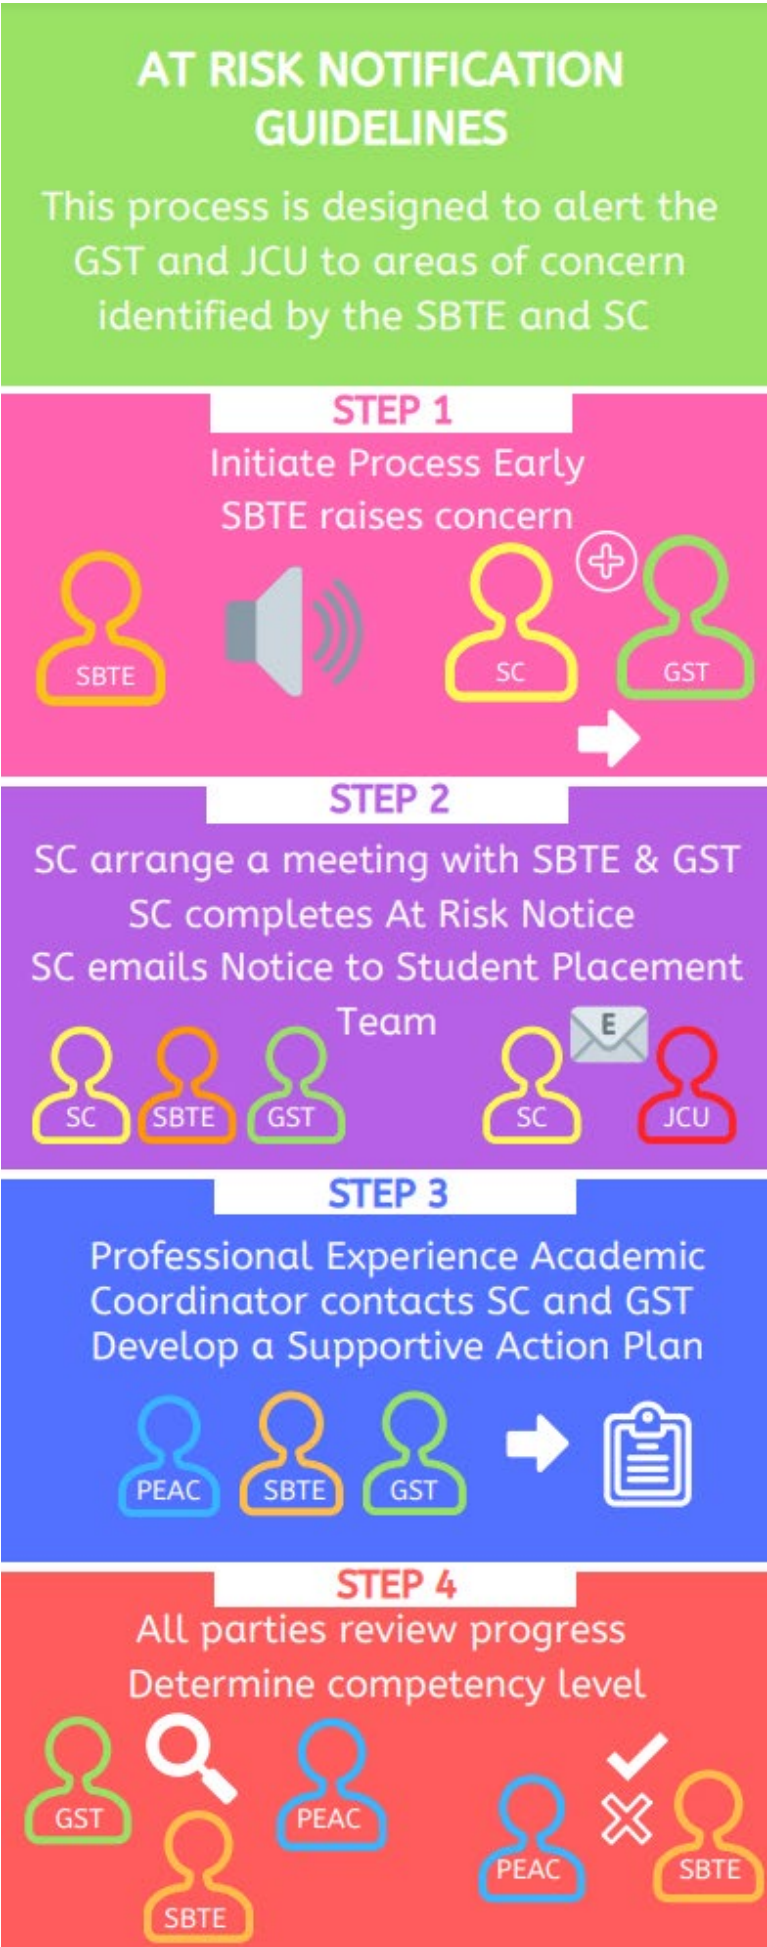 AT RISK NOTIFICATION
GUIDELINES
This process is designed to alert the
GST and JCU to areas of concern
identified by the SBTE and SC
STEP 1
Initiate Process Early
SBTE raises concern
SBTE
SC
GST
STEP 2
SC arrange a meeting with SBTE & GST
SC completes At Risk Notice
SC emails Notice to Student Placement
Team
E
SC
SBTE
GST
SC
JCU
STEP 3
Professional Experience Academic
Coordinator contacts SC and GST
Develop a Supportive Action Plan
PEAC
SBTE
GST
STEP 4
All parties review progress
Determine competency level
GST
PEAC
SBTE
PEAC
SBTE